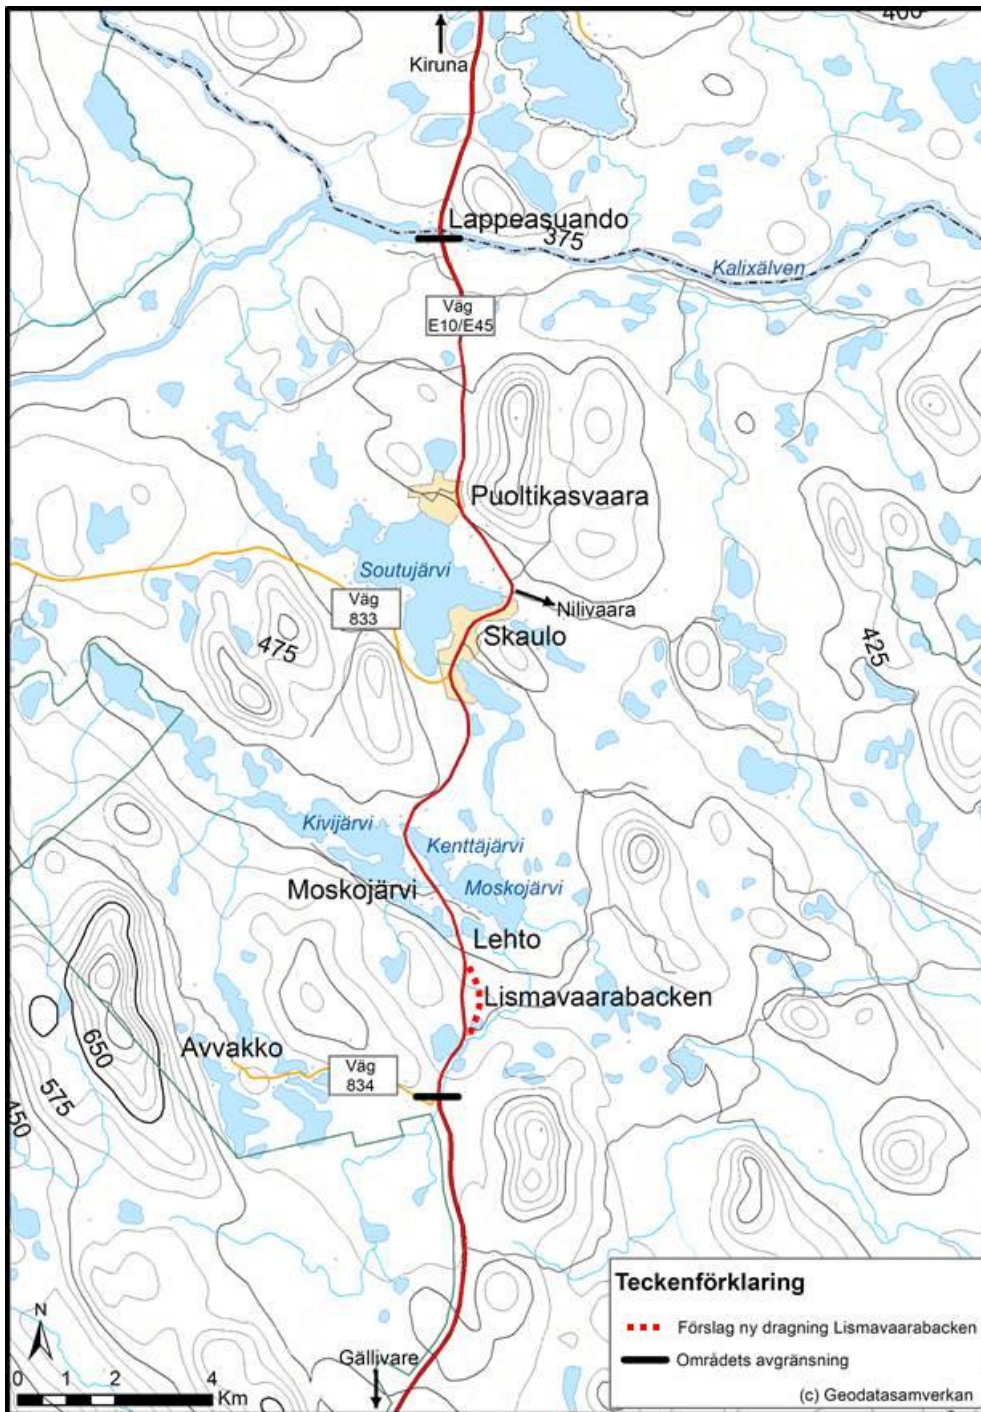 400
Kiruna
Lappeasuando
375
Kalixälven
Väg
E10/E45
Puoltikasvaara
Soutujärvi
Väg
833
Nilivaara
Skaulo
475
425
Kivijärvi
Kenttäjärvi
Moskojärvi
Moskojärvi
Lehto
Lismavaarabacken
650
Avvakko
Väg
834
575
450
Teckenförklaring
Förslag ny dragning Lismavaarabacken
Områdets avgränsning
(c) Geodatasamverkan
N
Gällivare
0 1 2 4
Km